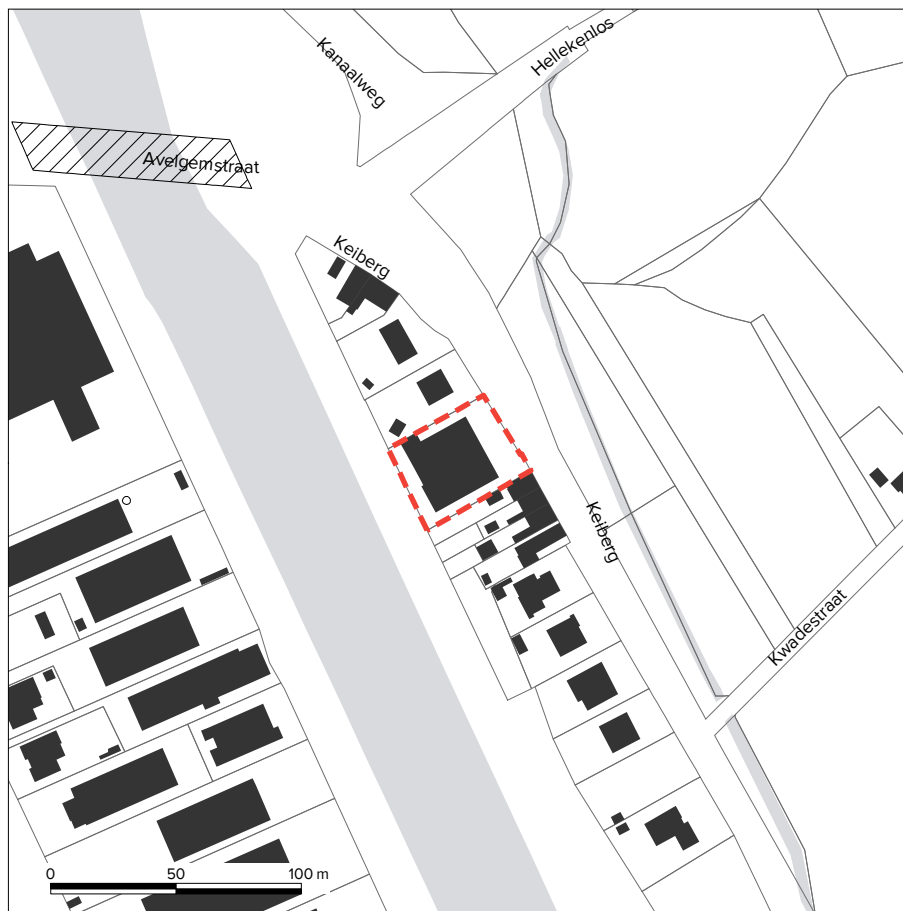 Kanaalweg
Hellekenlos
Avelgemstraat
Keiberg
Keiberg
Kwadestraat
0 50 100 m